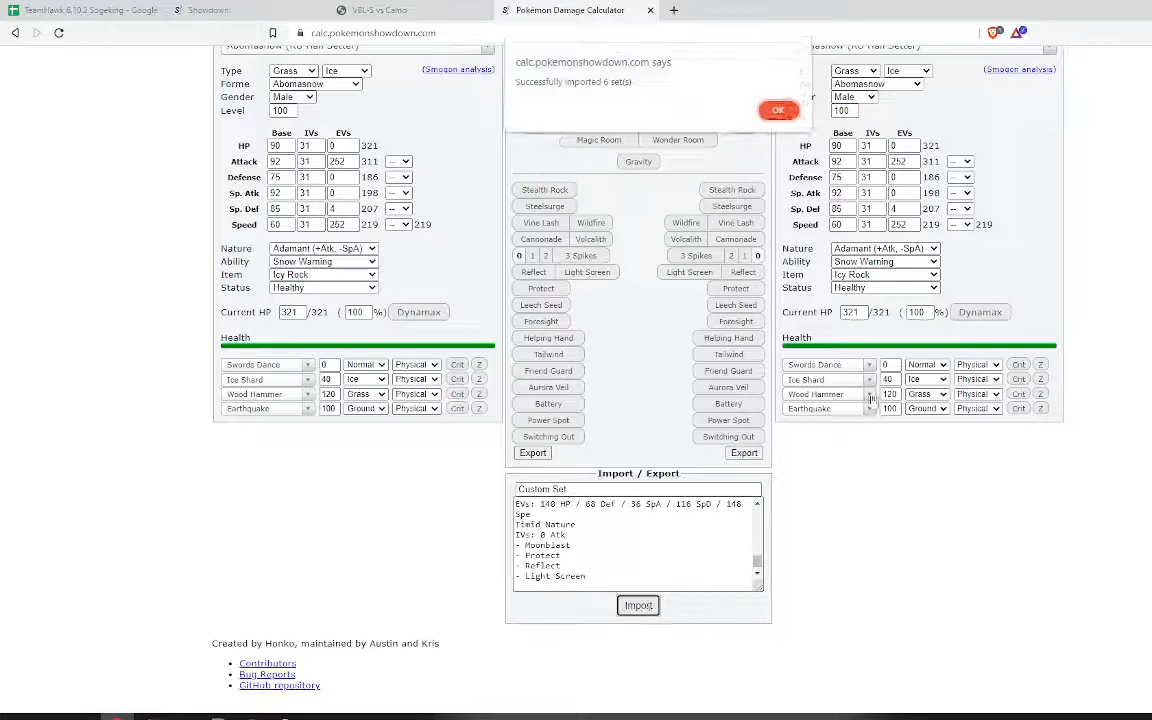 TeamHawk 6.10.2 Sogeking - Google
Showdown!
VBL-S vs Camo
Pokémon Damage Calculator
calc.pokemonshowdown.com
calc.pokemonshowdown.com says
Successfully imported 6 set(s)
OK
Abomasnow (RU Hail Setter)
Type Grass Ice (Smogon analysis)
Forme Abomasnow
Gender Male
Level 100
Base IVs EVs
HP 90 31 0 321
Attack 92 31 252 311 --
Defense 75 31 0 186 --
Sp. Atk 92 31 0 198 --
Sp. Def 85 31 4 207 --
Speed 60 31 252 219 -- 219
Nature Adamant (+Atk, -SpA)
Ability Snow Warning
Item Icy Rock
Status Healthy
Current HP 321 /321 ( 100 %) Dynamax
Health
Swords Dance 0 Normal Physical Crit Z
Ice Shard 40 Ice Physical Crit Z
Wood Hammer 120 Grass Physical Crit Z
Earthquake 100 Ground Physical Crit Z
Magic Room Wonder Room
Gravity
Stealth Rock Stealth Rock
Steelsurge Steelsurge
Vine Lash Wildfire Wildfire Vine Lash
Cannonade Volcalith Volcalith Cannonade
0 1 2 3 Spikes 3 Spikes 2 1 0
Reflect Light Screen Light Screen Reflect
Protect Protect
Leech Seed Leech Seed
Foresight Foresight
Helping Hand Helping Hand
Tailwind Tailwind
Friend Guard Friend Guard
Aurora Veil Aurora Veil
Battery Battery
Power Spot Power Spot
Switching Out Switching Out
Export Export
Import / Export
Custom Set
EVs: 140 HP / 68 Def / 36 SpA / 116 SpD / 148
Spe
Timid Nature
IVs: 0 Atk
- Moonblast
- Protect
- Reflect
- Light Screen
Import
(RU Hail Setter)
Grass Ice (Smogon analysis)
Abomasnow
Male
100
Base IVs EVs
HP 90 31 0 321
Attack 92 31 252 311 --
Defense 75 31 0 186 --
Sp. Atk 92 31 0 198 --
Sp. Def 85 31 4 207 --
Speed 60 31 252 219 -- 219
Nature Adamant (+Atk, -SpA)
Ability Snow Warning
Item Icy Rock
Status Healthy
Current HP 321 /321 ( 100 %) Dynamax
Health
Swords Dance 0 Normal Physical Crit Z
Ice Shard 40 Ice Physical Crit Z
Wood Hammer 120 Grass Physical Crit Z
Earthquake 100 Ground Physical Crit Z
Created by Honko, maintained by Austin and Kris
• Contributors
• Bug Reports
• GitHub repository